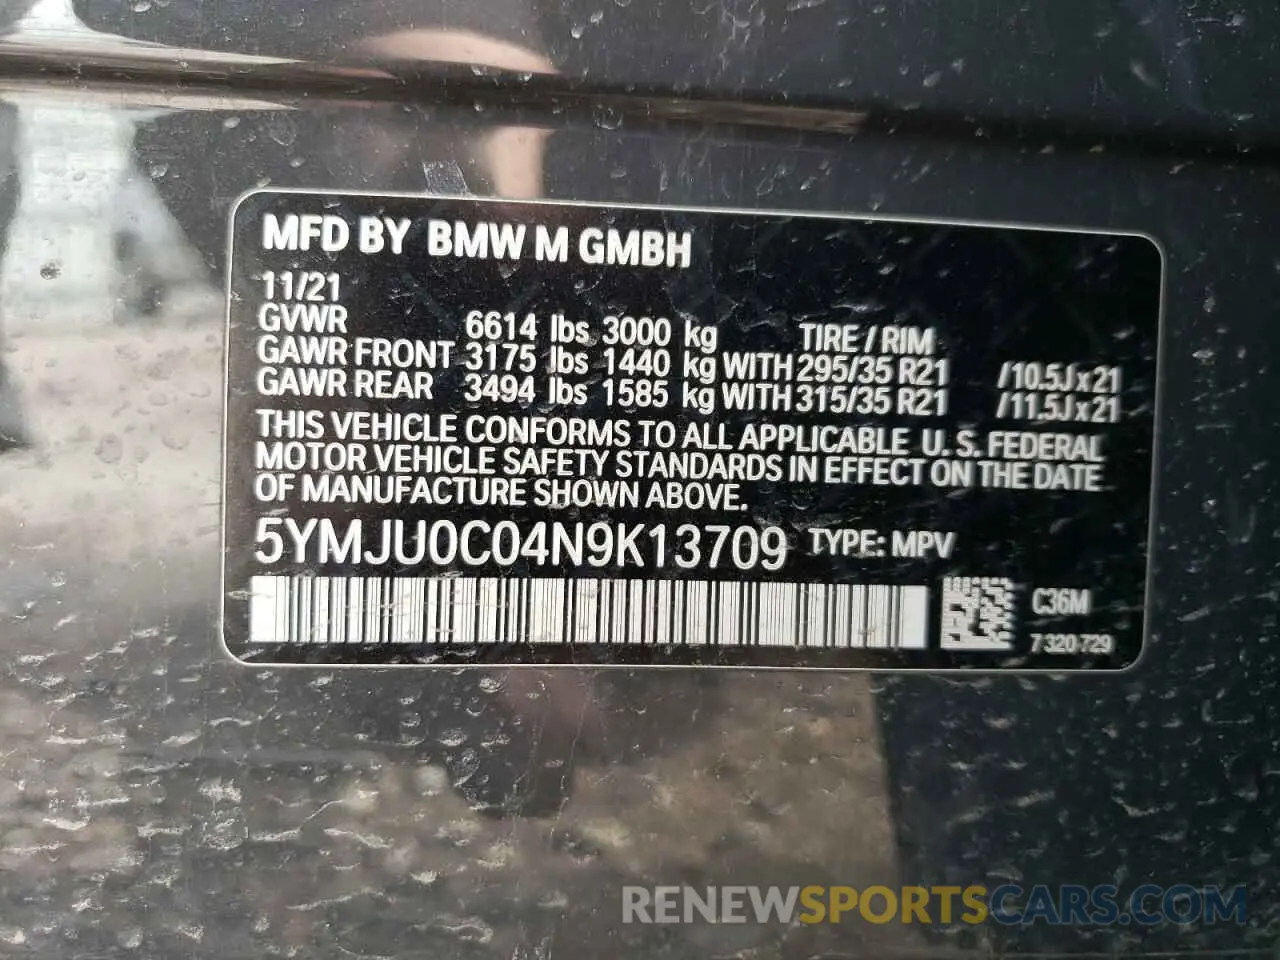 MFD BY BMW M GMBH
11/21
GVWR 6614 lbs 3000 kg TIRE / RIM
GAWR FRONT 3175 lbs 1440 kg WITH 295/35 R21 /10.5J x 21
GAWR REAR 3494 lbs 1585 kg WITH 315/35 R21 /11.5J x 21
THIS VEHICLE CONFORMS TO ALL APPLICABLE U.S. FEDERAL
MOTOR VEHICLE SAFETY STANDARDS IN EFFECT ON THE DATE
OF MANUFACTURE SHOWN ABOVE.
5YMJU0C04N9K13709 TYPE: MPV
C36M
7 320 729
RENEWSPORTSCARS.COM